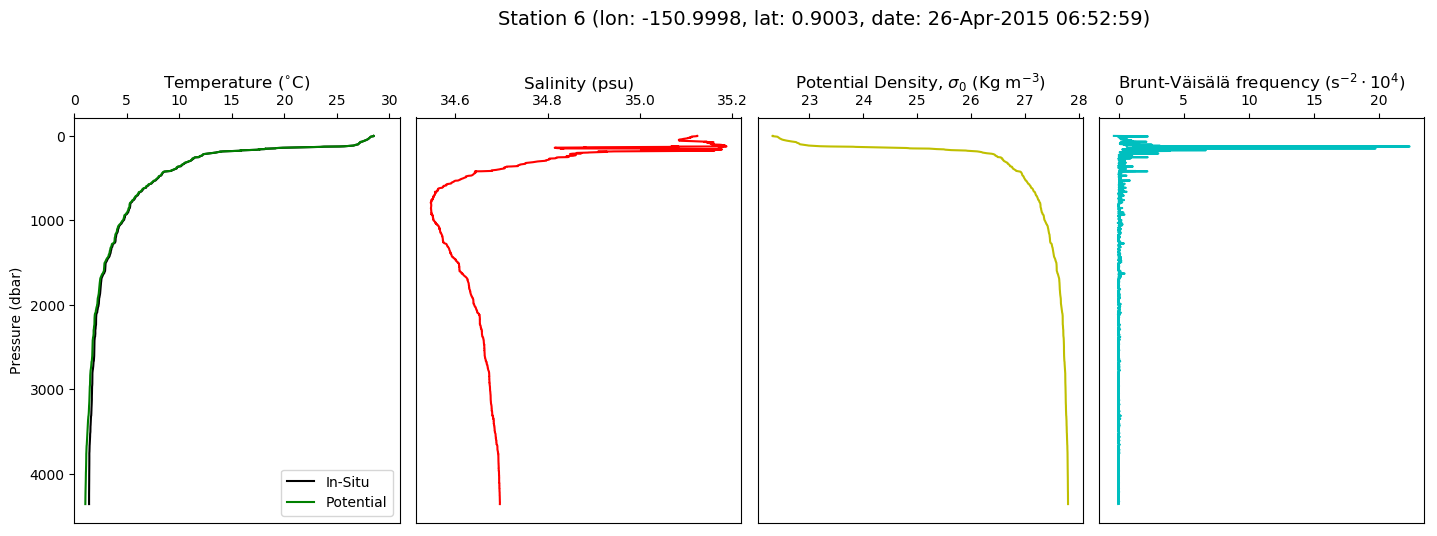 Station 6 (lon: -150.9998, lat: 0.9003, date: 26-Apr-2015 06:52:59)
Temperature (°C)
0 5 10 15 20 25 30
Salinity (psu)
34.6 34.8 35.0 35.2
Potential Density, σ₀ (Kg m⁻³)
23 24 25 26 27 28
Brunt-Väisälä frequency (s⁻² · 10⁴)
0 5 10 15 20
Pressure (dbar)
0
1000
2000
3000
4000
In-Situ
Potential